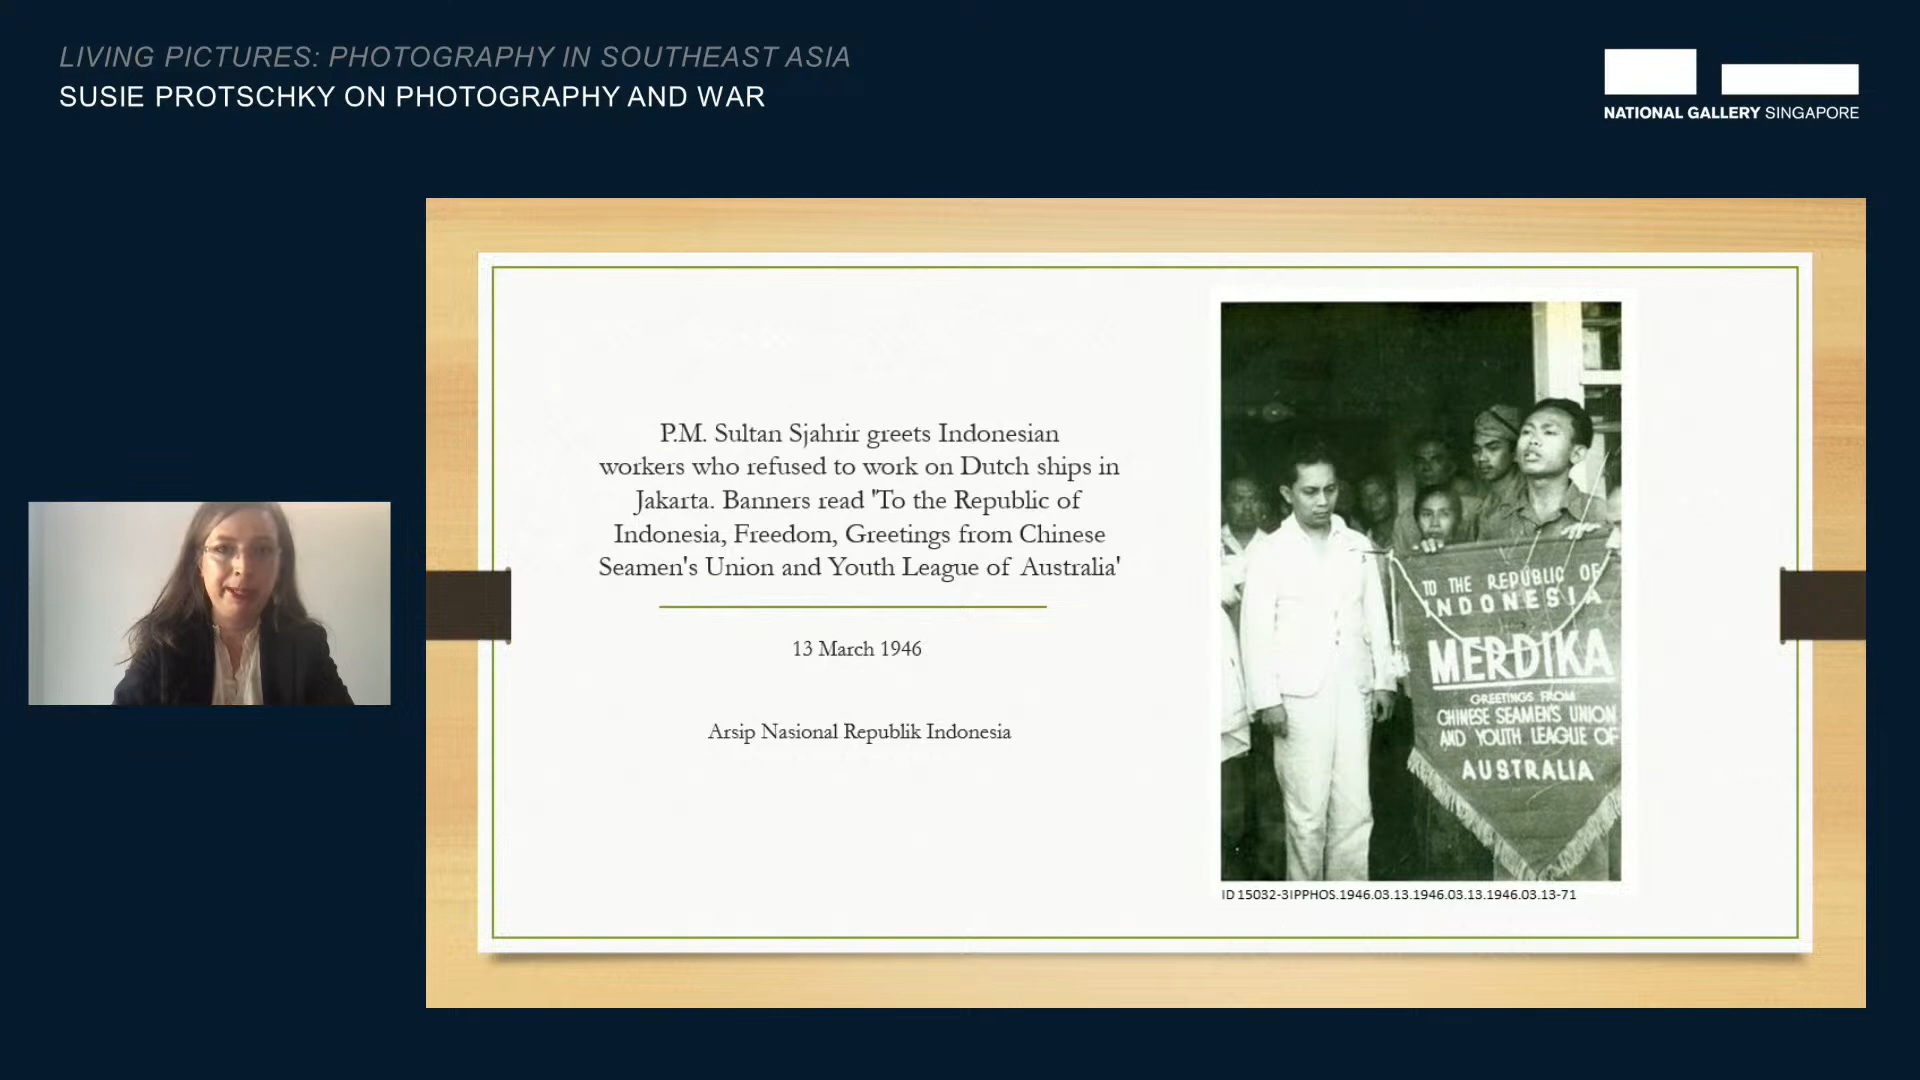 LIVING PICTURES: PHOTOGRAPHY IN SOUTHEAST ASIA
SUSIE PROTSCHKY ON PHOTOGRAPHY AND WAR
NATIONAL GALLERY SINGAPORE
P.M. Sultan Sjahrir greets Indonesian
workers who refused to work on Dutch ships in
Jakarta. Banners read 'To the Republic of
Indonesia, Freedom, Greetings from Chinese
Seamen's Union and Youth League of Australia'
13 March 1946
Arsip Nasional Republik Indonesia
TO THE REPUBLIC OF
INDONESIA
MERDIKA
GREETINGS FROM
CHINESE SEAMEN'S UNION
AND YOUTH LEAGUE OF
AUSTRALIA
ID 15032-3IPPHOS.1946.03.13.1946.03.13.1946.03.13-71